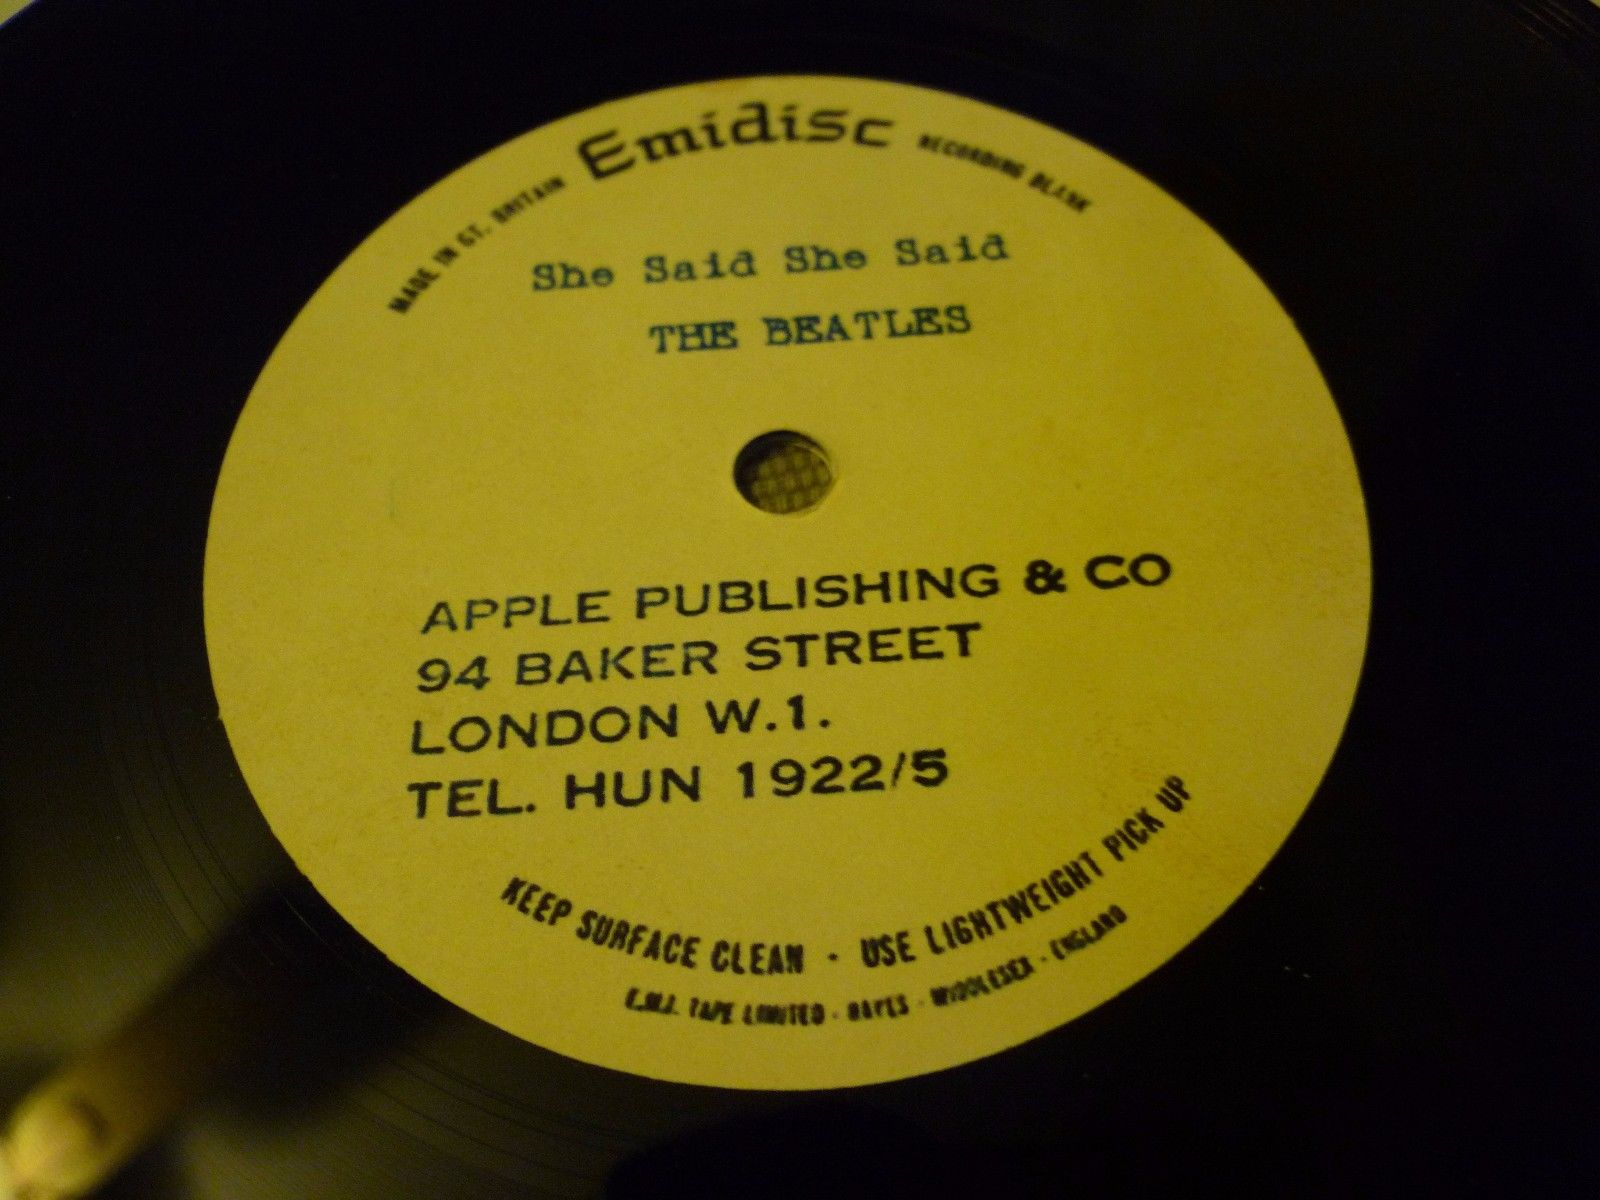 MADE IN GT. BRITAIN Emidisc RECORDING BLANK
She Said She Said
THE BEATLES
APPLE PUBLISHING & CO
94 BAKER STREET
LONDON W.1.
TEL. HUN 1922/5
KEEP SURFACE CLEAN · USE LIGHTWEIGHT PICK UP
E.M.I. TAPE LIMITED · HAYES · MIDDLESEX · ENGLAND